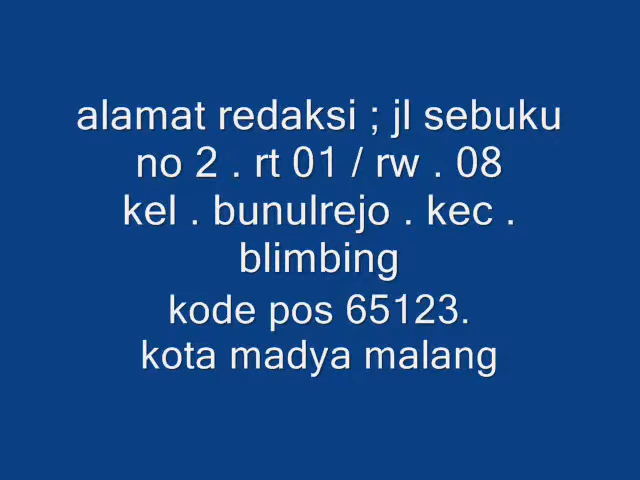 alamat redaksi ; jl sebuku
no 2 . rt 01 / rw . 08
kel . bunulrejo . kec .
blimbing
kode pos 65123.
kota madya malang